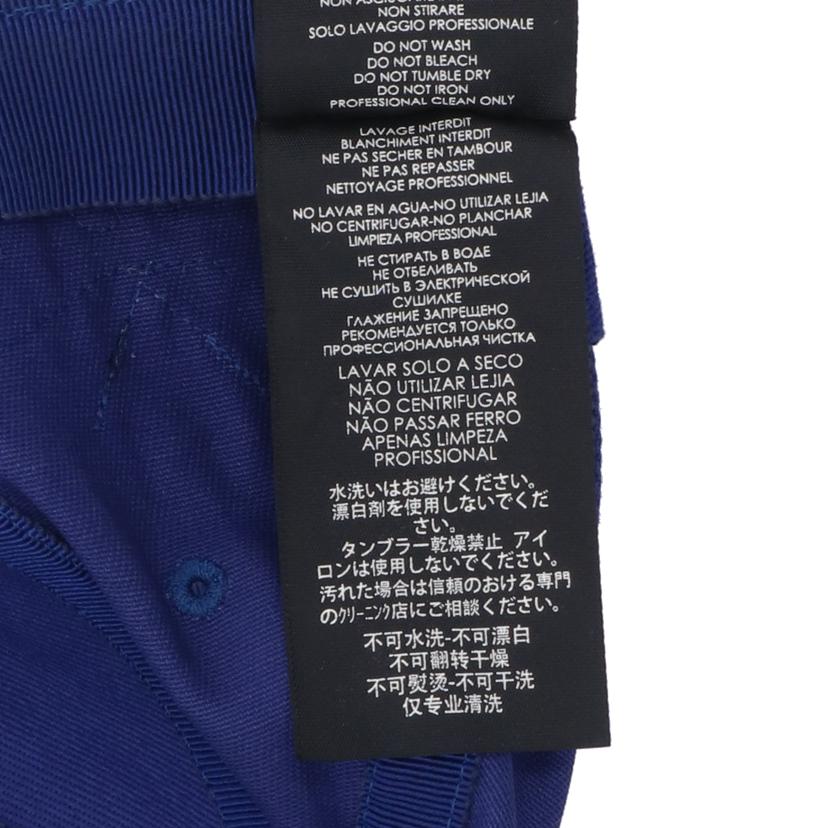 NON STIRARE
SOLO LAVAGGIO PROFESSIONALE
DO NOT WASH
DO NOT BLEACH
DO NOT TUMBLE DRY
DO NOT IRON
PROFESSIONAL CLEAN ONLY
LAVAGE INTERDIT
BLANCHIMENT INTERDIT
NE PAS SECHER EN TAMBOUR
NE PAS REPASSER
NETTOYAGE PROFESSIONNEL
NO LAVAR EN AGUA-NO UTILIZAR LEJIA
NO CENTRIFUGAR-NO PLANCHAR
LIMPIEZA PROFESSIONAL
НЕ СТИРАТЬ В ВОДЕ
НЕ ОТБЕЛИВАТЬ
НЕ СУШИТЬ В ЭЛЕКТРИЧЕСКОЙ
СУШИЛКЕ
ГЛАЖЕНИЕ ЗАПРЕЩЕНО
РЕКОМЕНДУЕТСЯ ТОЛЬКО
ПРОФЕССИОНАЛЬНАЯ ЧИСТКА
LAVAR SOLO A SECO
NÃO UTILIZAR LEJIA
NÃO CENTRIFUGAR
NÃO PASSAR FERRO
APENAS LIMPEZA
PROFISSIONAL
水洗いはお避けください。
漂白剤を使用しないでくだ
さい。
タンブラー乾燥禁止 アイ
ロンは使用しないでください。
汚れた場合は信頼のおける専門
のクリーニング店にご相談ください。
不可水洗-不可漂白
不可翻转干燥
不可熨烫-不可干洗
仅专业清洗